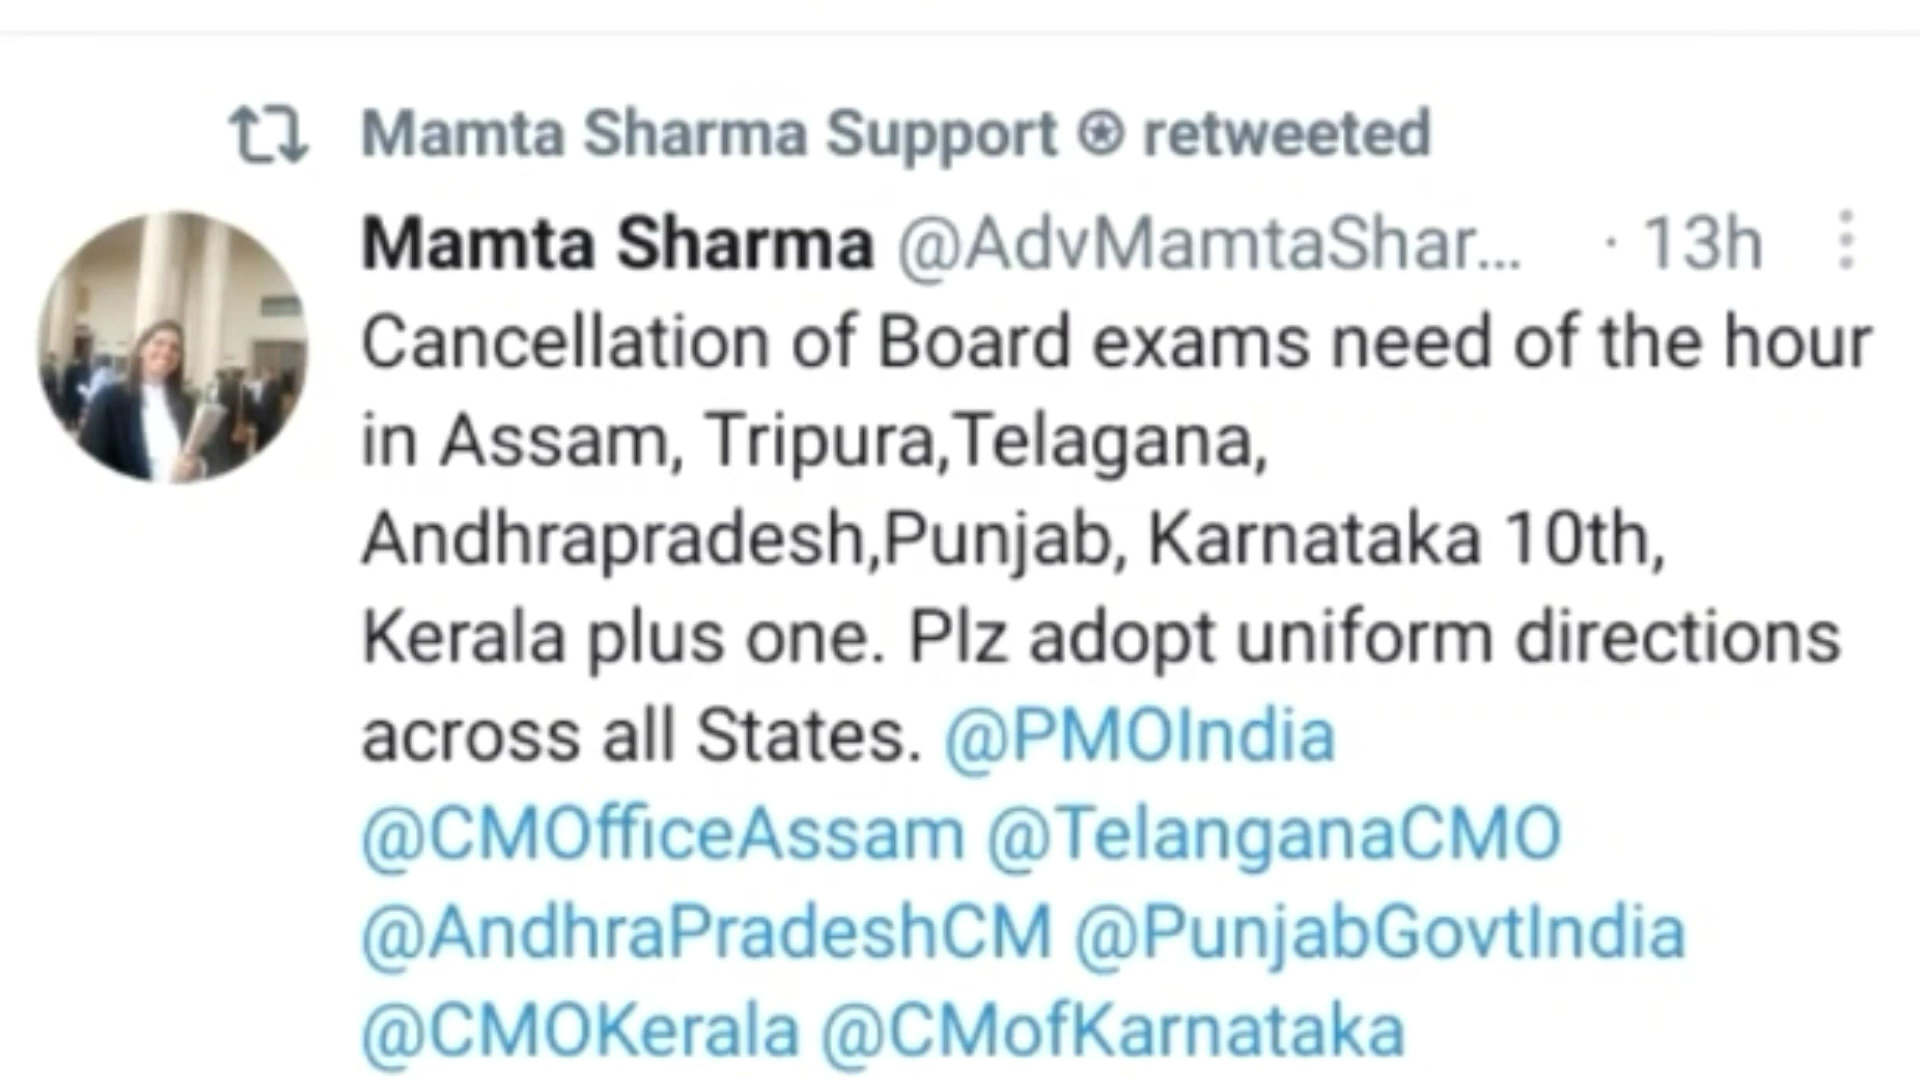 Mamta Sharma Support ✪ retweeted
Mamta Sharma @AdvMamtaShar... · 13h
Cancellation of Board exams need of the hour
in Assam, Tripura,Telagana,
Andhrapradesh,Punjab, Karnataka 10th,
Kerala plus one. Plz adopt uniform directions
across all States. @PMOIndia
@CMOfficeAssam @TelanganaCMO
@AndhraPradeshCM @PunjabGovtIndia
@CMOKerala @CMofKarnataka